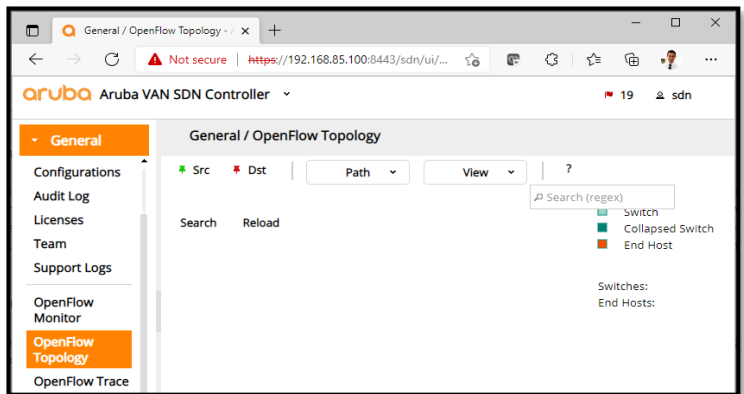 General / OpenFlow Topology - A
Not secure | https://192.168.85.100:8443/sdn/ui/...
aruba Aruba VAN SDN Controller
19 sdn
General
General / OpenFlow Topology
Configurations
Audit Log
Licenses
Team
Support Logs
OpenFlow
Monitor
OpenFlow
Topology
OpenFlow Trace
Src Dst | Path View | ?
Search (regex)
Search Reload
Switch
Collapsed Switch
End Host
Switches:
End Hosts: